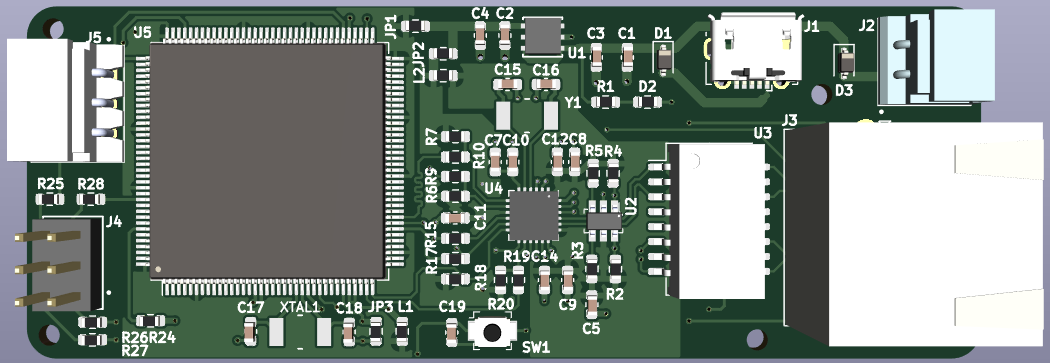 C4 C2
JP1
J5
J5
JP2
L2
U1
C3 C1 D1
J1
J2
D3
C15 C16
R1 D2
Y1
J3
U3
R7
R10
C7 C10 C12 C8
R5 R4
R6 R9
U4
C11
U2
R25 R28
J4
R15
R17
R18
R19 C14
R3
R20
C9
R2
C5
C17 XTAL1 C18 JP3 L1 C19
SW1
R26 R24
R27